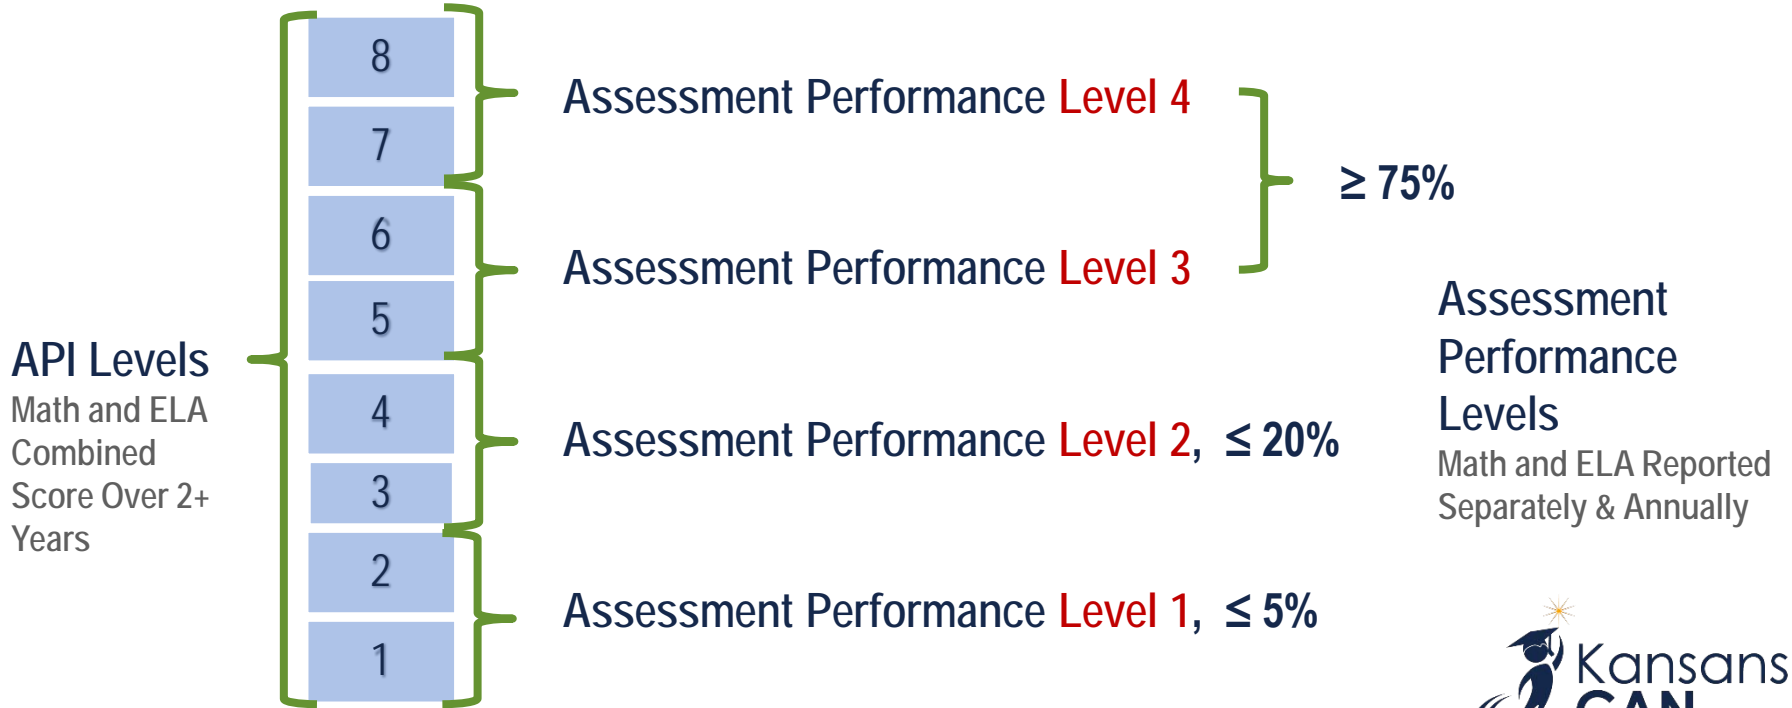 8
7
6
5
4
3
2
1
API Levels
Math and ELA
Combined
Score Over 2+
Years
Assessment Performance Level 4
Assessment Performance Level 3
≥ 75%
Assessment Performance Level 2, ≤ 20%
Assessment Performance Level 1, ≤ 5%
Assessment
Performance
Levels
Math and ELA Reported
Separately & Annually
Kansans
CAN